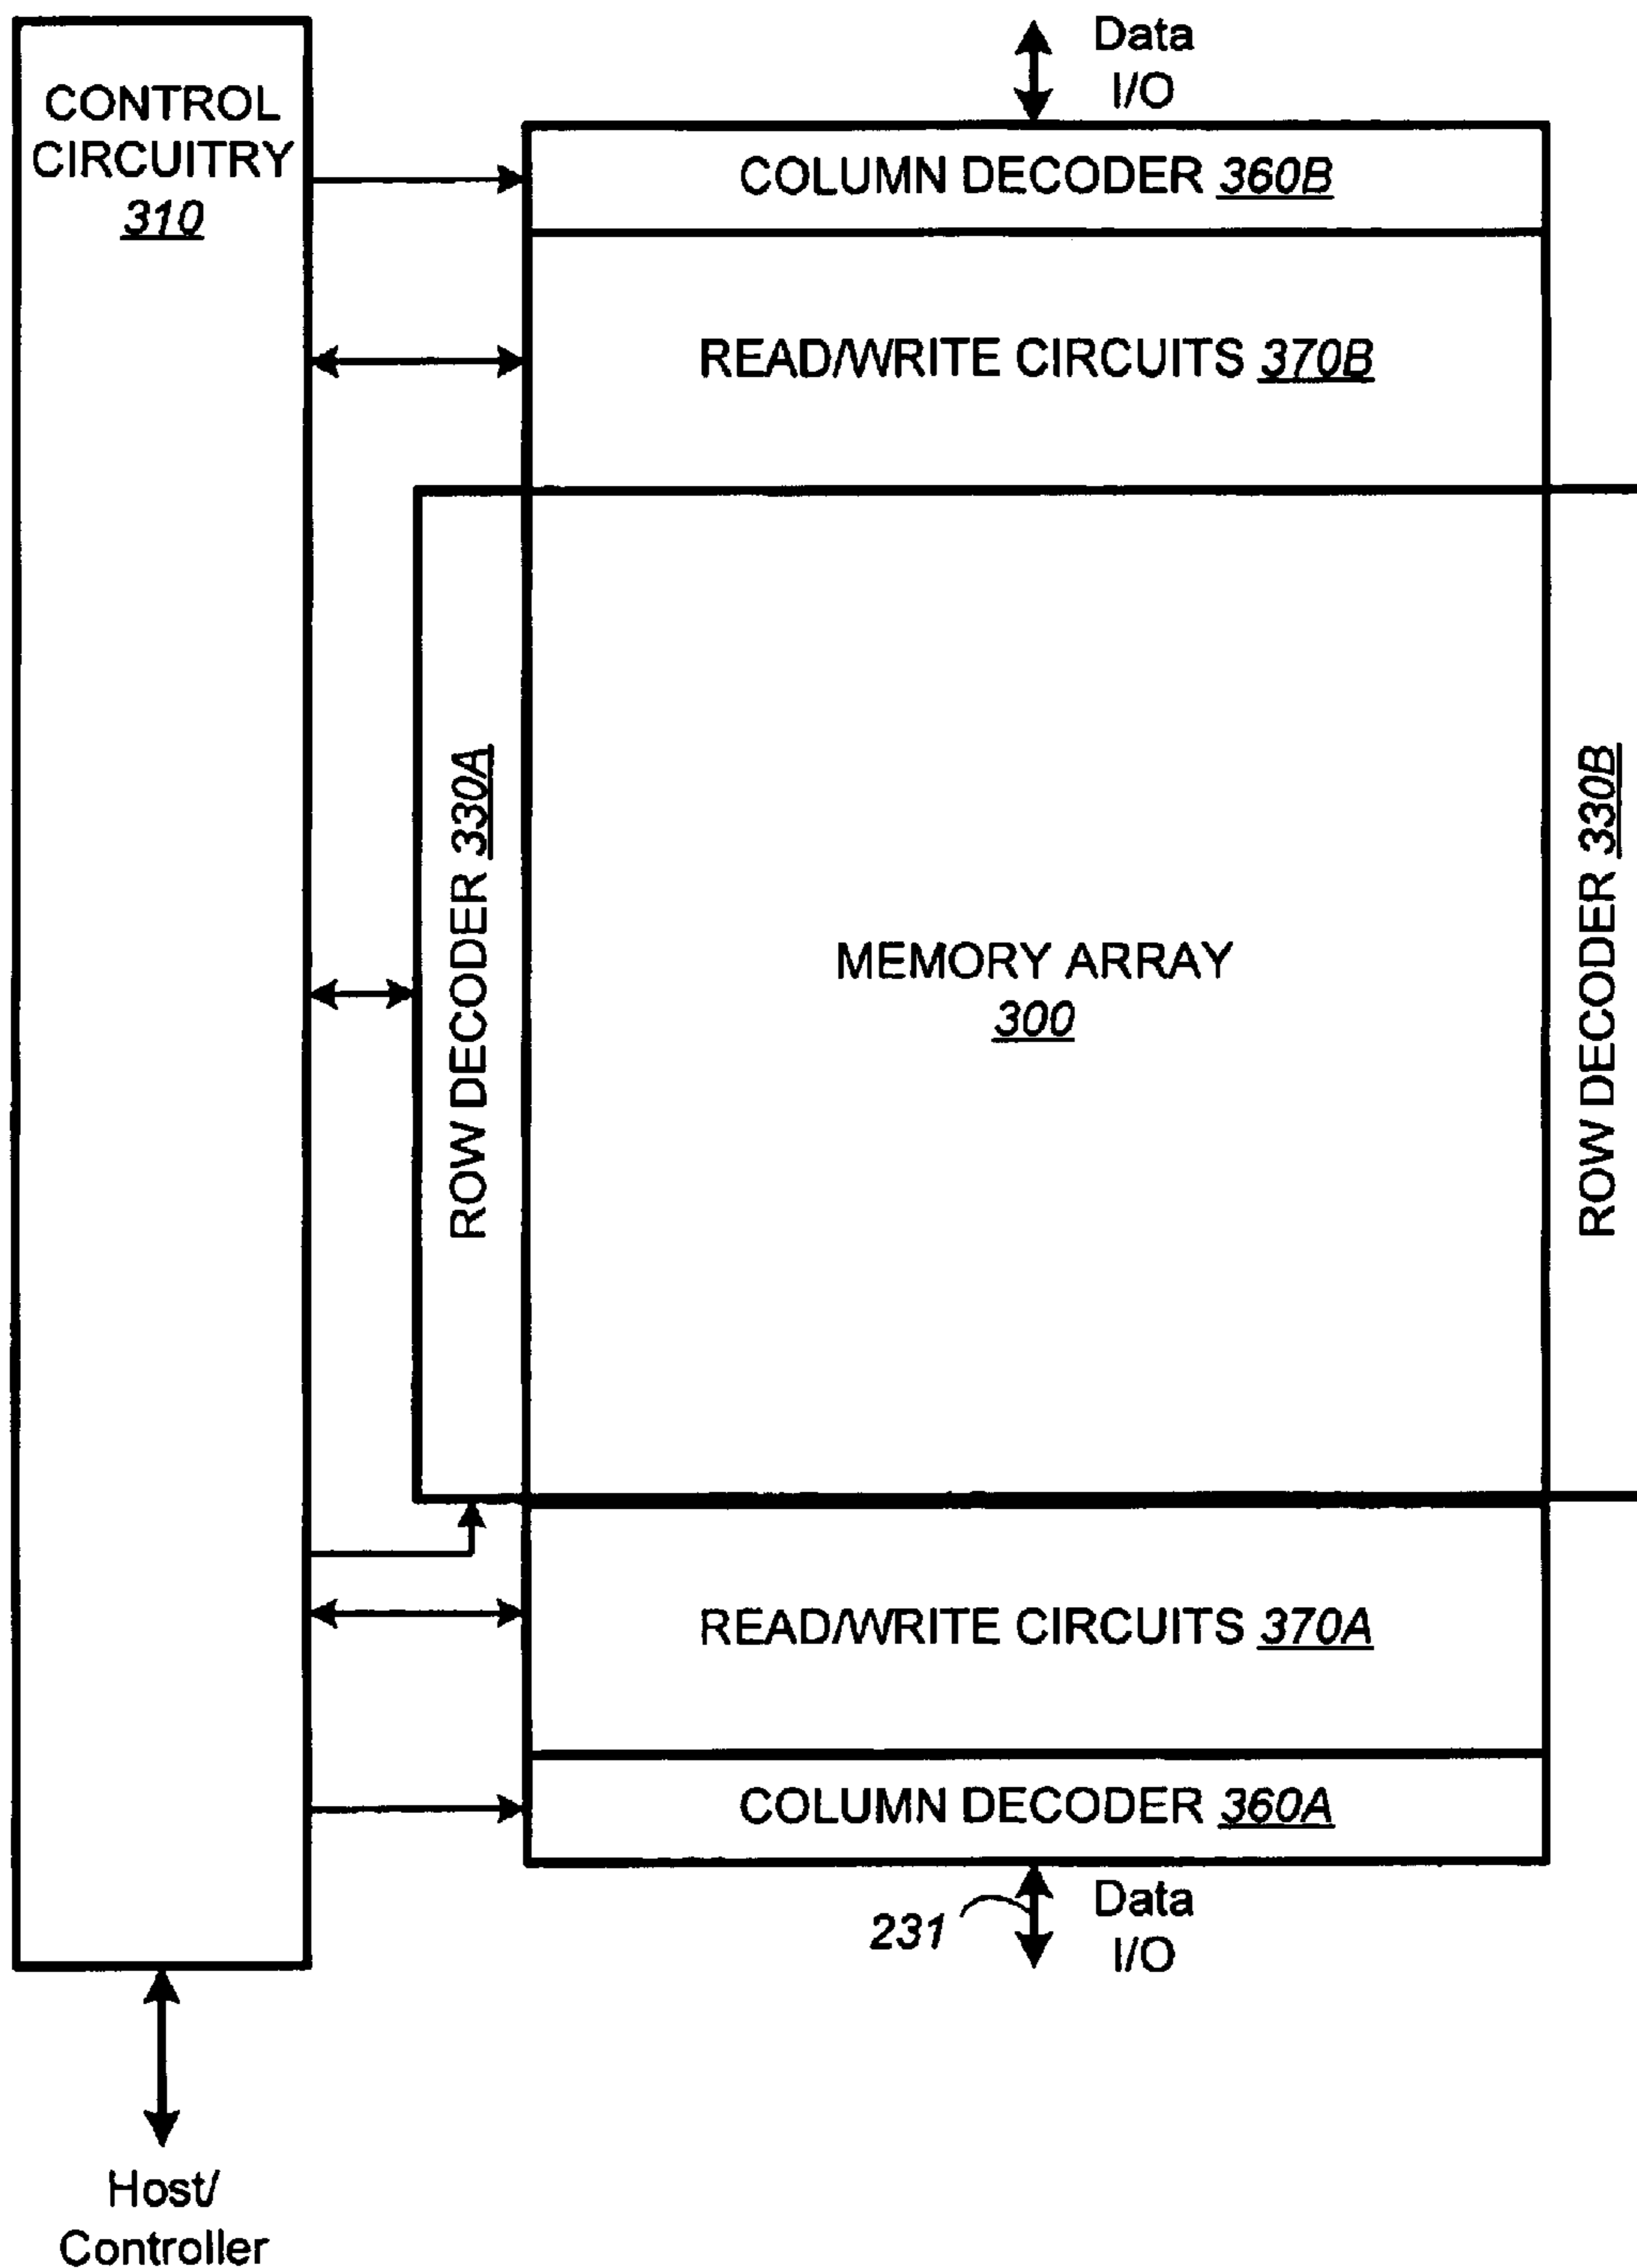 CONTROL
CIRCUITRY
310
Data
I/O
COLUMN DECODER 360B
READ/WRITE CIRCUITS 370B
ROW DECODER 330A
MEMORY ARRAY
300
ROW DECODER 330B
READ/WRITE CIRCUITS 370A
COLUMN DECODER 360A
231
Data
I/O
Host/
Controller